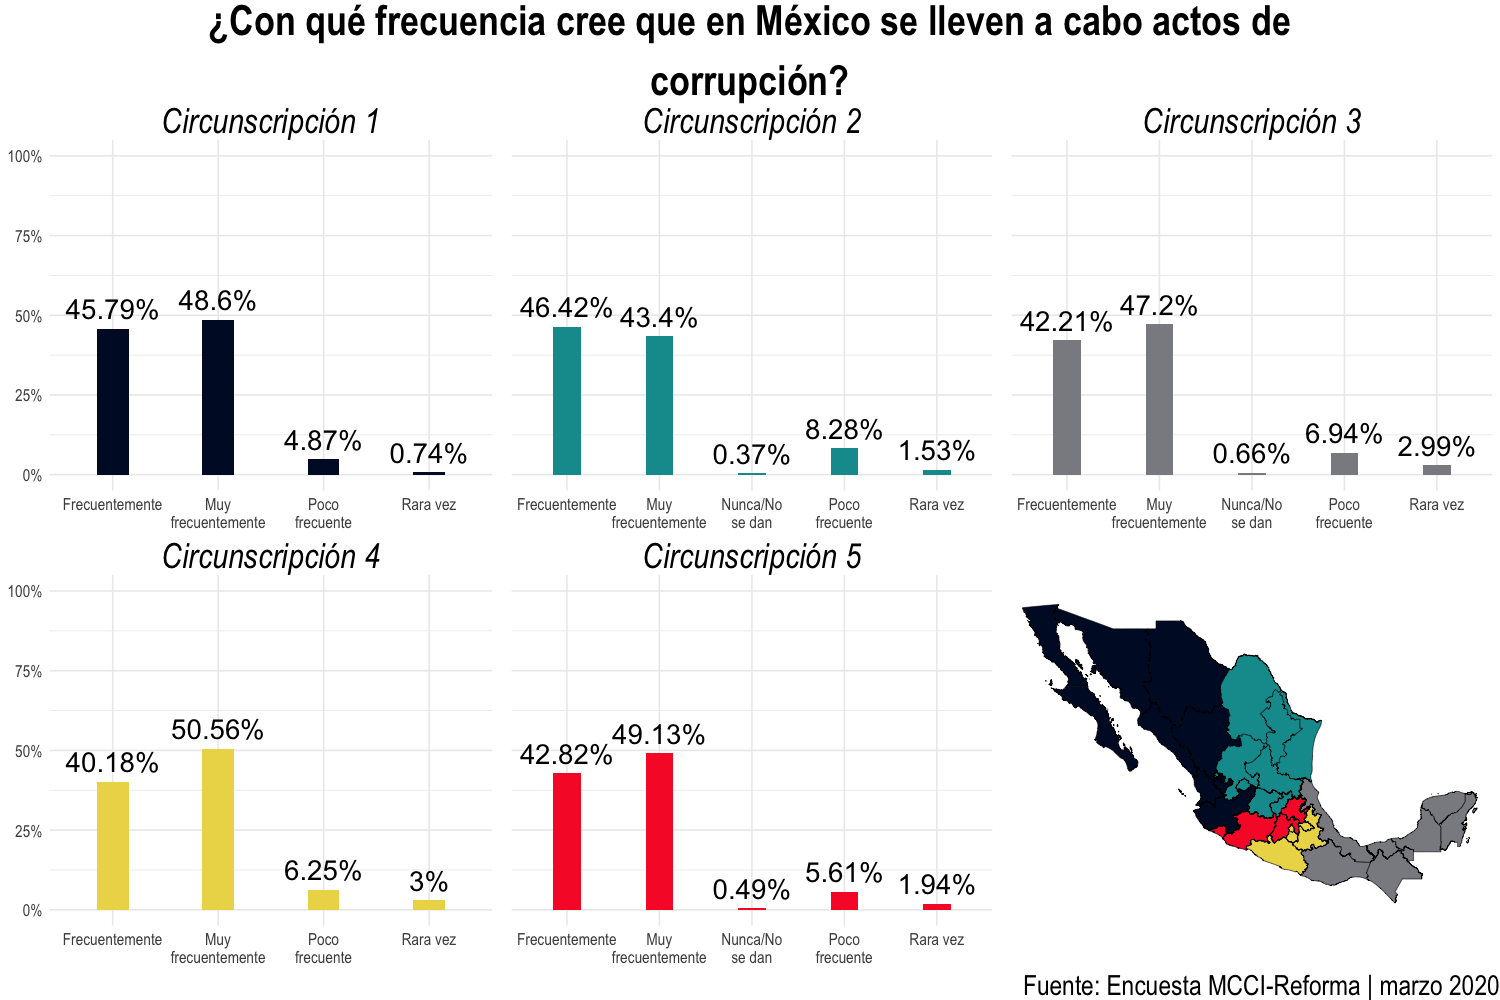 ¿Con qué frecuencia cree que en México se lleven a cabo actos de
corrupción?
Circunscripción 1
100%
75%
50%
25%
0%
45.79%
48.6%
4.87%
0.74%
Frecuentemente
Muy
frecuentemente
Poco
frecuente
Rara vez
Circunscripción 2
46.42%
43.4%
0.37%
8.28%
1.53%
Frecuentemente
Muy
frecuentemente
Nunca/No
se dan
Poco
frecuente
Rara vez
Circunscripción 3
42.21%
47.2%
0.66%
6.94%
2.99%
Frecuentemente
Muy
frecuentemente
Nunca/No
se dan
Poco
frecuente
Rara vez
Circunscripción 4
100%
75%
50%
25%
0%
40.18%
50.56%
6.25%
3%
Frecuentemente
Muy
frecuentemente
Poco
frecuente
Rara vez
Circunscripción 5
42.82%
49.13%
0.49%
5.61%
1.94%
Frecuentemente
Muy
frecuentemente
Nunca/No
se dan
Poco
frecuente
Rara vez
Fuente: Encuesta MCCI-Reforma | marzo 2020